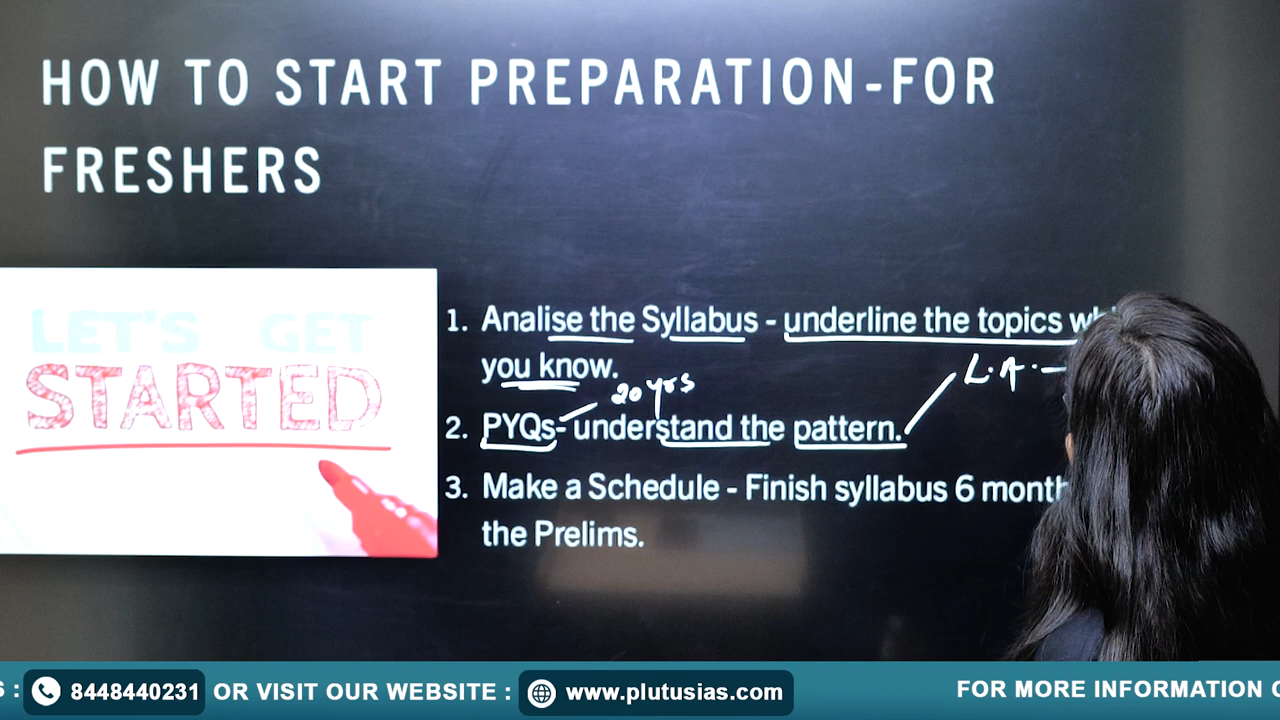 HOW TO START PREPARATION-FOR
FRESHERS
LET'S GET
STARTED
1. Analise the Syllabus - underline the topics
you know.
20 yrs
L.A.-
2. PYQs- understand the pattern.
3. Make a Schedule - Finish syllabus 6
the Prelims.
: 8448440231 OR VISIT OUR WEBSITE : www.plutusias.com FOR MORE INFORMATION